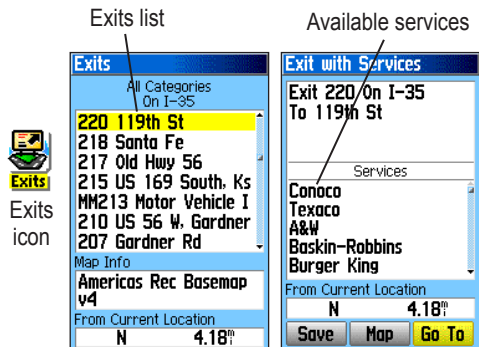 Exits list
Available services
Exits
All Categories
On I-35
220 119th St
218 Santa Fe
217 Old Hwy 56
215 US 169 South, Ks
MM213 Motor Vehicle I
210 US 56 W, Gardner
207 Gardner Rd
Map Info
Americas Rec Basemap
v4
From Current Location
N 4.18m
Exit with Services
Exit 220 On I-35
To 119th St
Services
Conoco
Texaco
A&W
Baskin-Robbins
Burger King
From Current Location
N 4.18m
Save Map Go To
Exits
Exits
icon